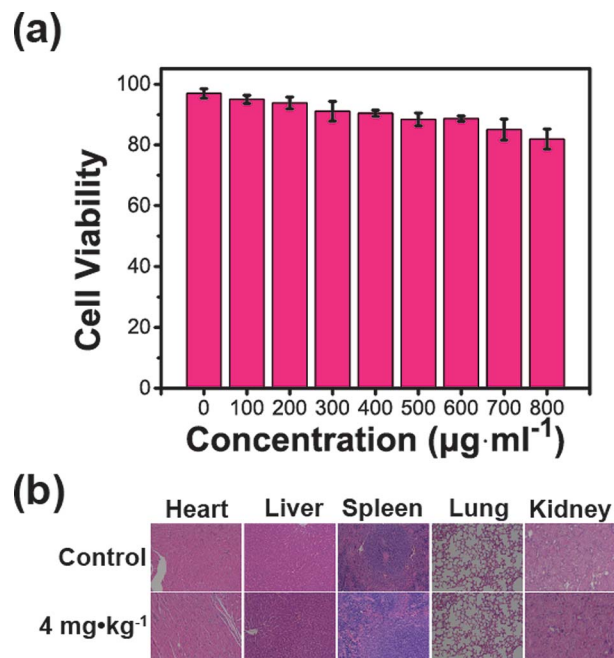 (a)
100
80
60
40
20
0
Cell Viability
0 100 200 300 400 500 600 700 800
Concentration (µg·ml⁻¹)
(b)
Heart Liver Spleen Lung Kidney
Control
4 mg•kg⁻¹